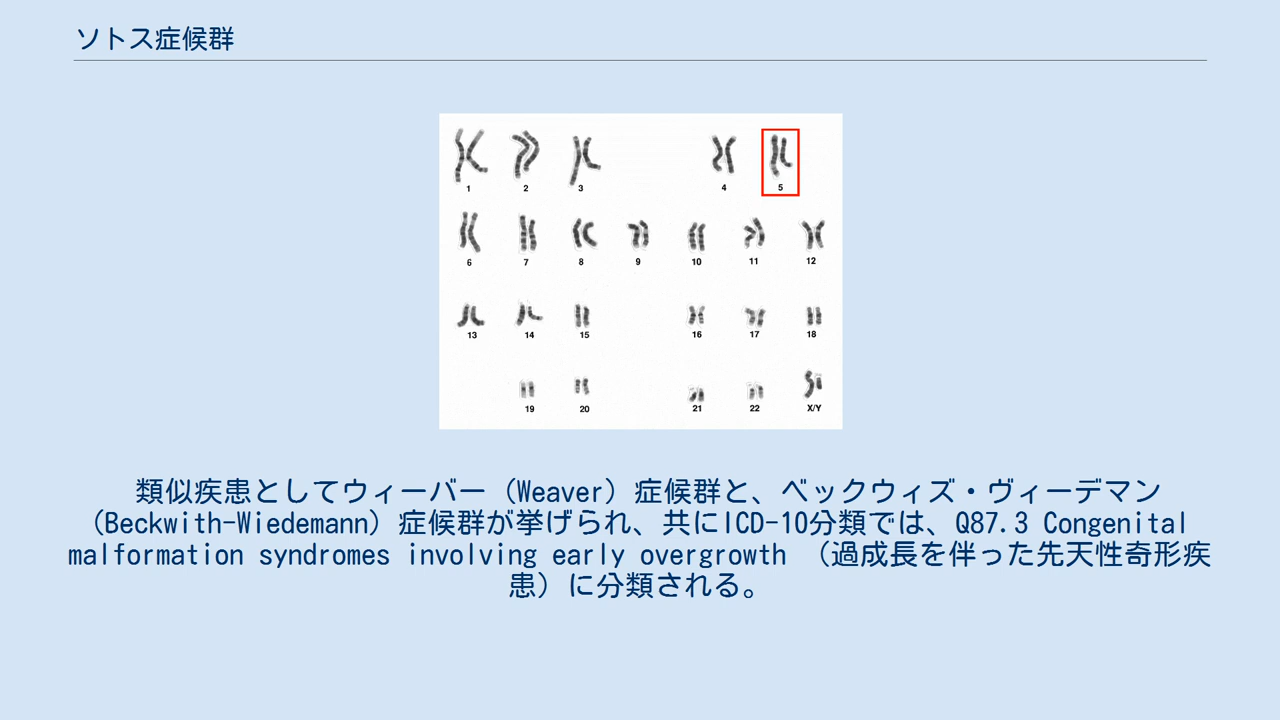 ソトス症候群
1 2 3 4 5
6 7 8 9 10 11 12
13 14 15 16 17 18
19 20 21 22 X/Y
類似疾患としてウィーバー（Weaver）症候群と、ベックウィズ・ヴィーデマン
（Beckwith-Wiedemann）症候群が挙げられ、共にICD-10分類では、Q87.3 Congenital
malformation syndromes involving early overgrowth （過成長を伴った先天性奇形疾
患）に分類される。